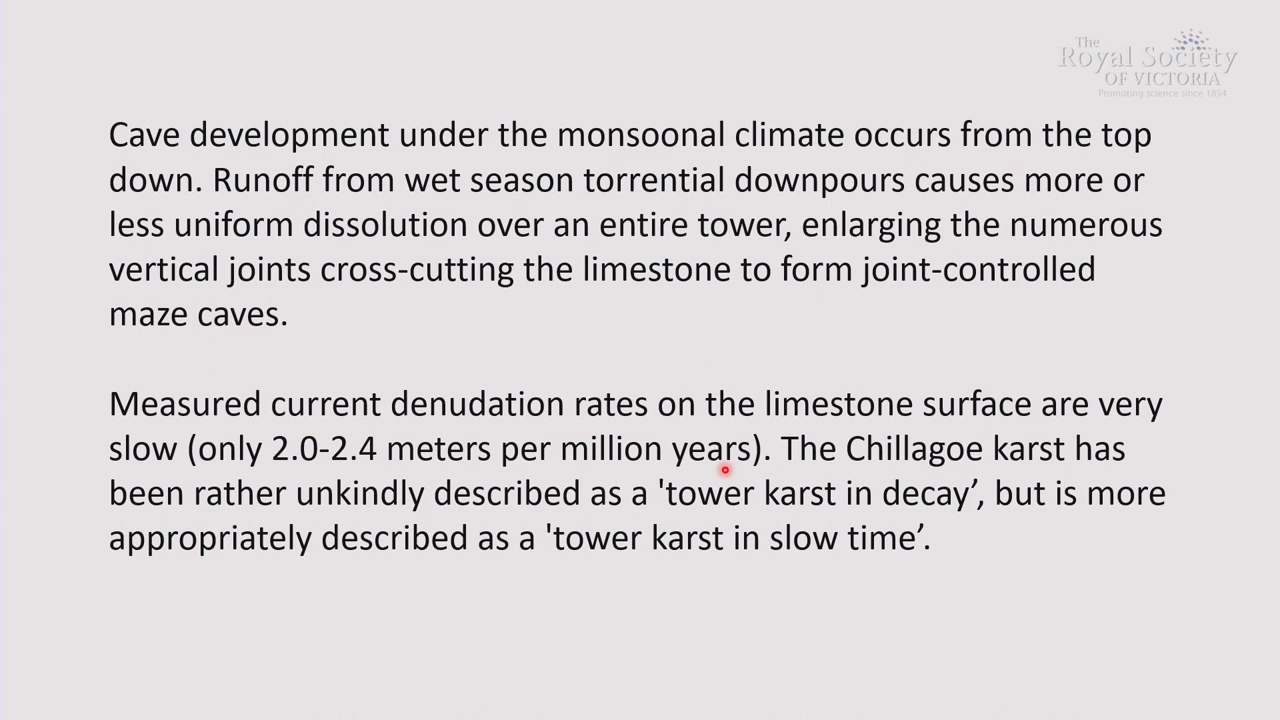 The
Royal Society
OF VICTORIA
Promoting science since 1854
Cave development under the monsoonal climate occurs from the top
down. Runoff from wet season torrential downpours causes more or
less uniform dissolution over an entire tower, enlarging the numerous
vertical joints cross-cutting the limestone to form joint-controlled
maze caves.
Measured current denudation rates on the limestone surface are very
slow (only 2.0-2.4 meters per million years). The Chillagoe karst has
been rather unkindly described as a 'tower karst in decay’, but is more
appropriately described as a 'tower karst in slow time’.